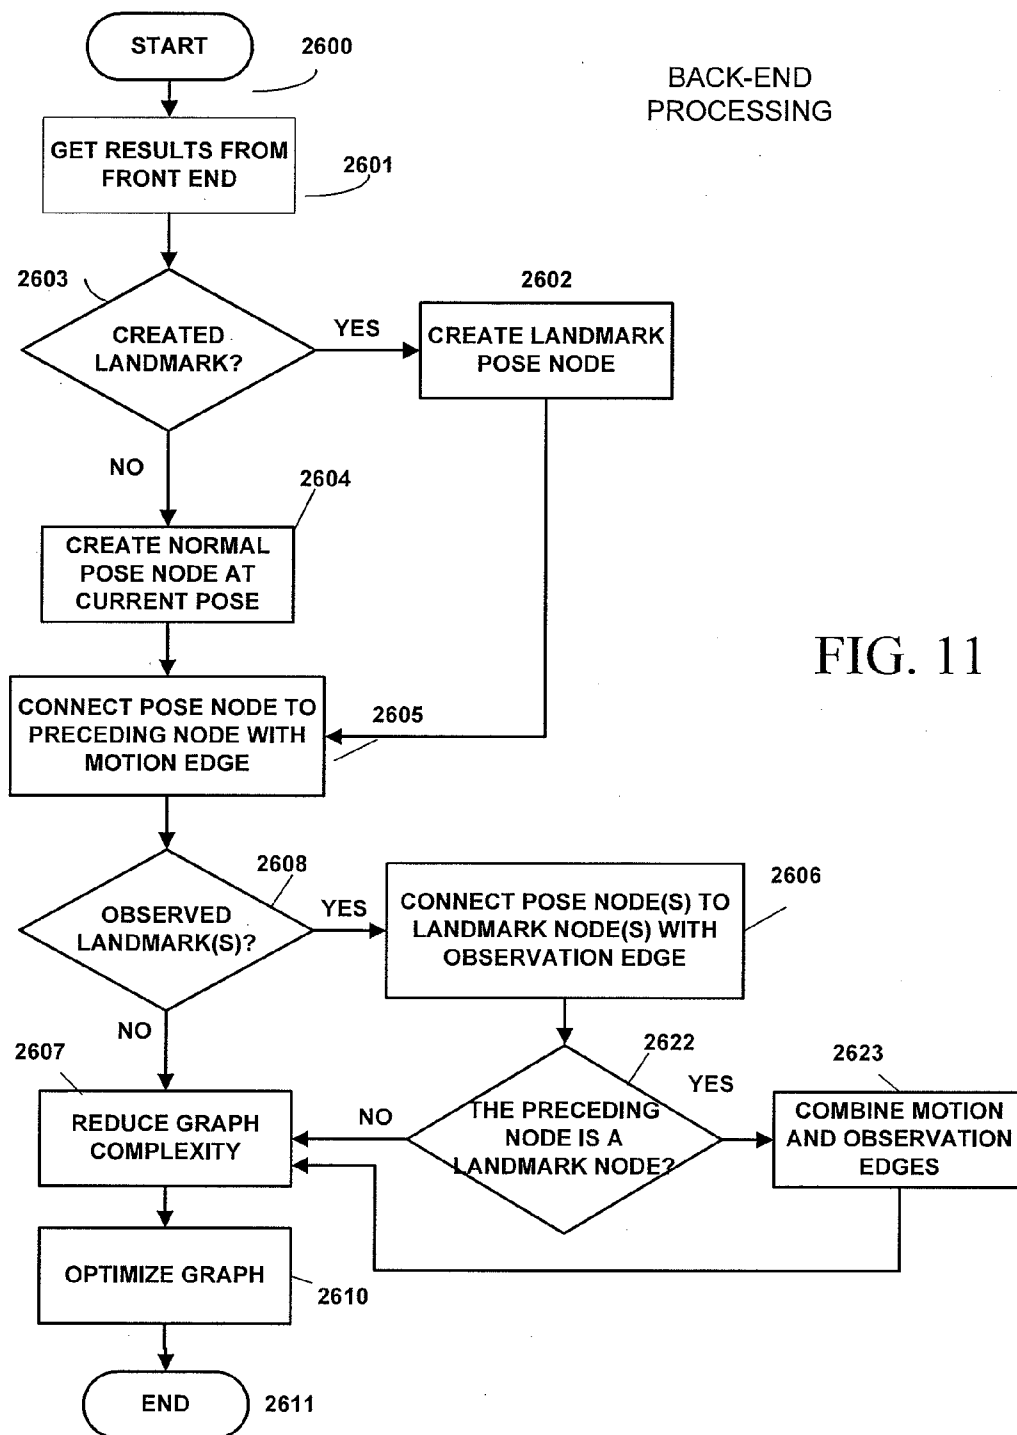 START
2600
BACK-END
PROCESSING
GET RESULTS FROM
FRONT END
2601
2603
2602
CREATED
LANDMARK?
YES
CREATE LANDMARK
POSE NODE
NO
2604
CREATE NORMAL
POSE NODE AT
CURRENT POSE
FIG. 11
CONNECT POSE NODE TO
PRECEDING NODE WITH
MOTION EDGE
2605
2608
OBSERVED
LANDMARK(S)?
YES
CONNECT POSE NODE(S) TO
LANDMARK NODE(S) WITH
OBSERVATION EDGE
2606
NO
2607
REDUCE GRAPH
COMPLEXITY
NO
THE PRECEDING
NODE IS A
LANDMARK NODE?
2622
YES
2623
COMBINE MOTION
AND OBSERVATION
EDGES
OPTIMIZE GRAPH
2610
END
2611